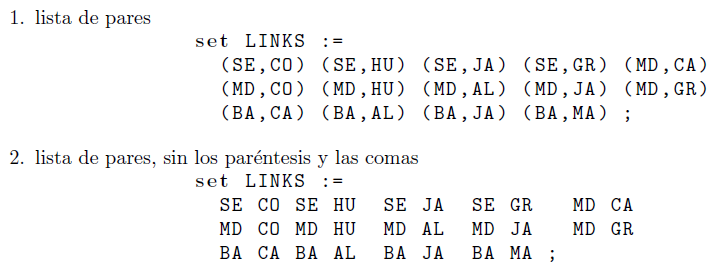 1. lista de pares
set LINKS :=
(SE,CO) (SE,HU) (SE,JA) (SE,GR) (MD,CA)
(MD,CO) (MD,HU) (MD,AL) (MD,JA) (MD,GR)
(BA,CA) (BA,AL) (BA,JA) (BA,MA) ;
2. lista de pares, sin los paréntesis y las comas
set LINKS :=
SE CO SE HU SE JA SE GR MD CA
MD CO MD HU MD AL MD JA MD GR
BA CA BA AL BA JA BA MA ;